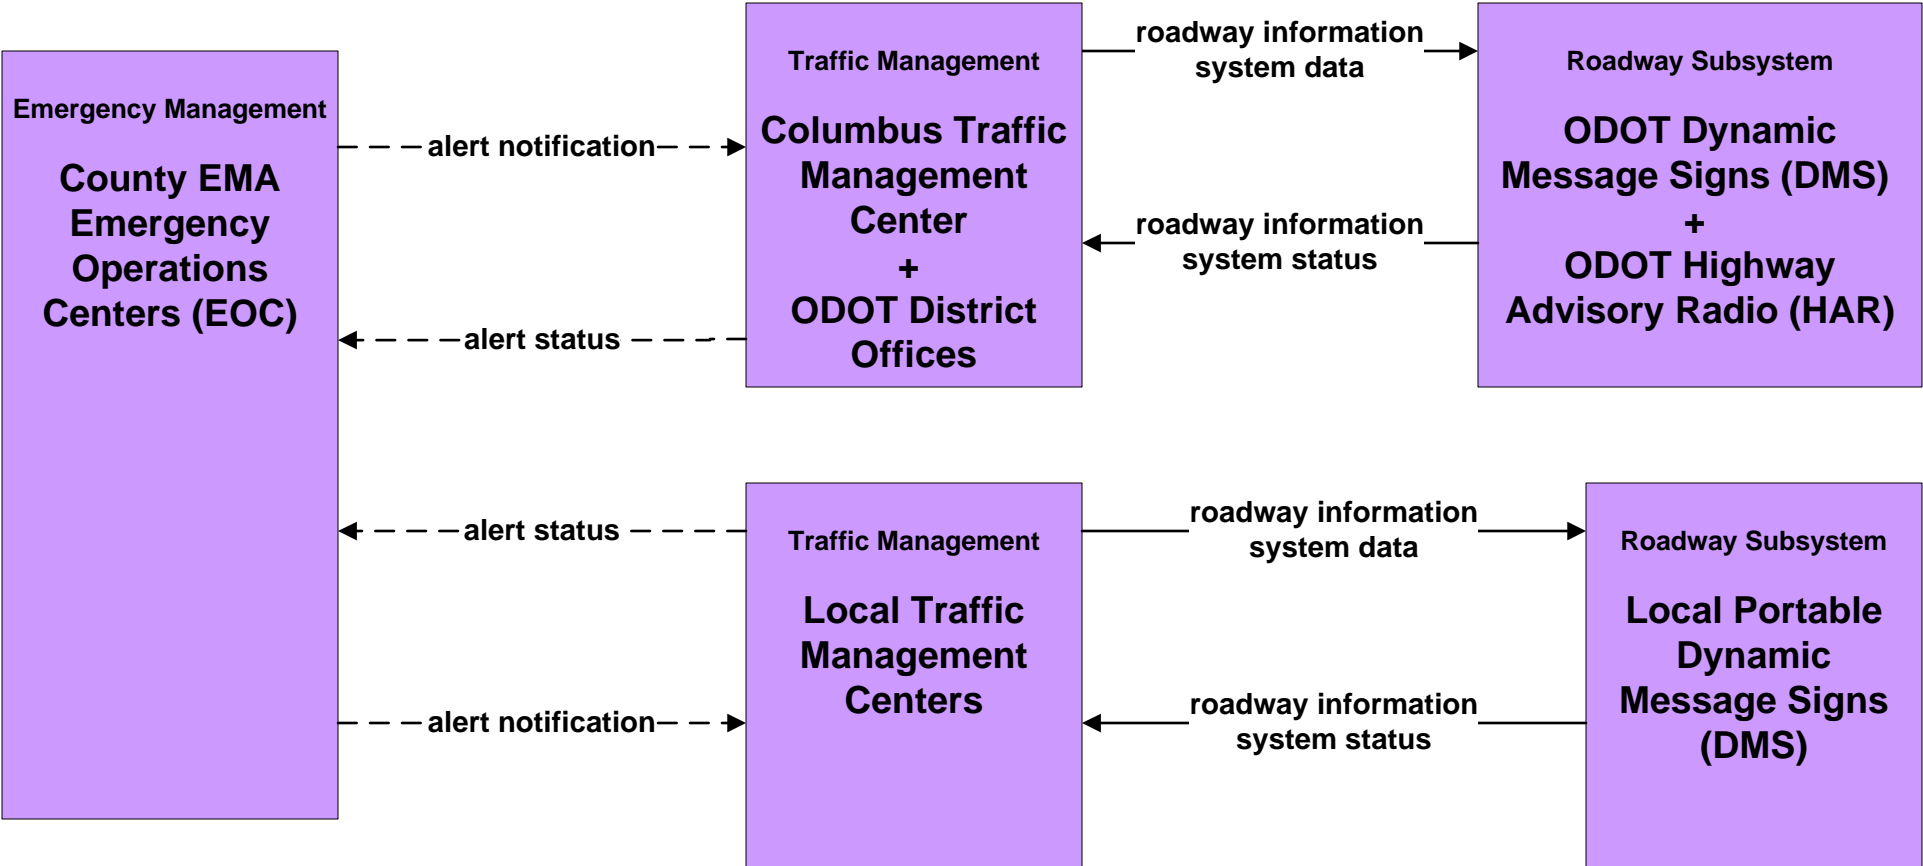 Emergency Management
County EMA
Emergency
Operations
Centers (EOC)
alert notification
alert status
alert status
alert notification
Traffic Management
Columbus Traffic
Management
Center
+
ODOT District
Offices
roadway information
system data
roadway information
system status
Roadway Subsystem
ODOT Dynamic
Message Signs (DMS)
+
ODOT Highway
Advisory Radio (HAR)
Traffic Management
Local Traffic
Management
Centers
roadway information
system data
roadway information
system status
Roadway Subsystem
Local Portable
Dynamic
Message Signs
(DMS)